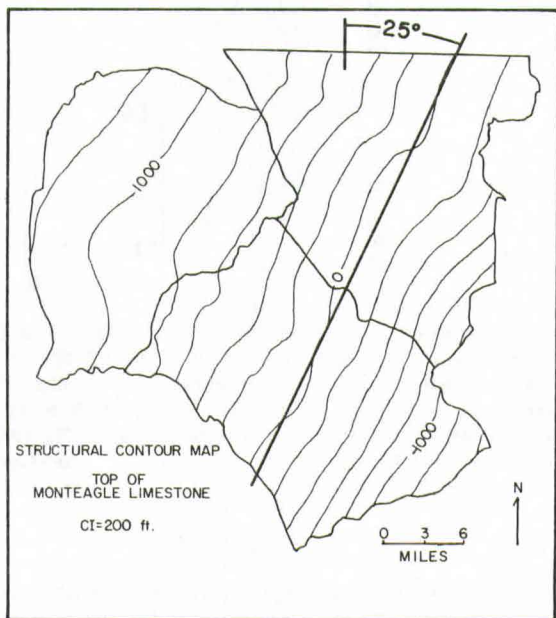 25°
1000
0
-1000
STRUCTURAL CONTOUR MAP
TOP OF
MONTEAGLE LIMESTONE
CI=200 ft.
N
0 3 6
MILES